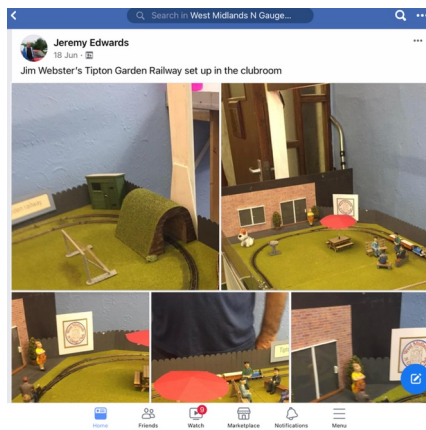 Search in West Midlands N Gauge...
Jeremy Edwards
18 Jun ·
Jim Webster's Tipton Garden Railway set up in the clubroom
9
Home
Friends
Watch
Marketplace
Notifications
Menu